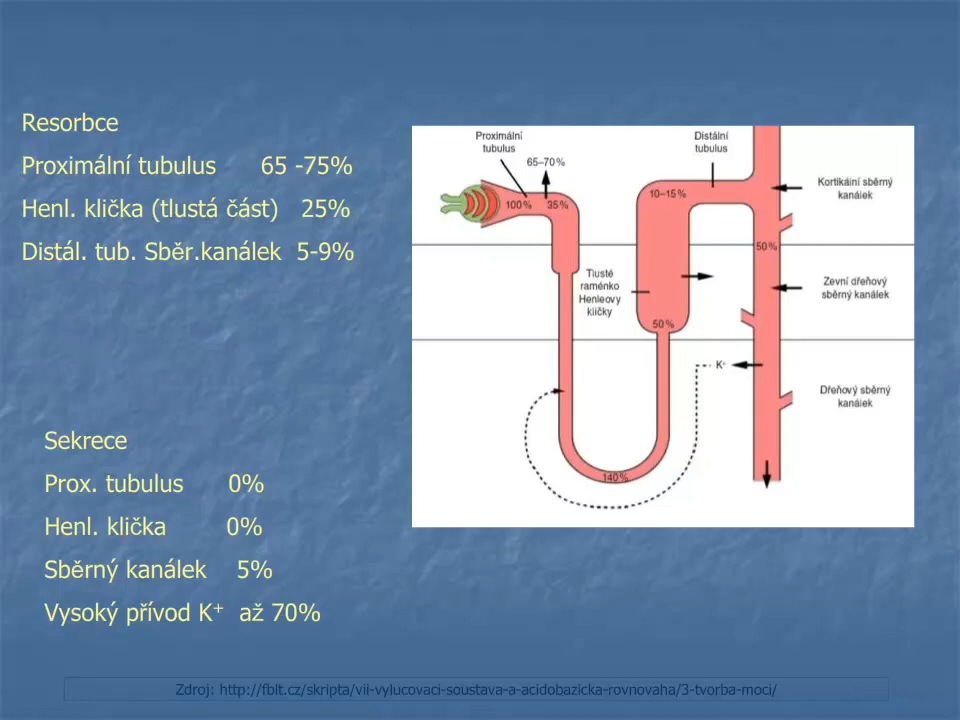 Resorbce
Proximální tubulus 65 -75%
Henl. klička (tlustá část) 25%
Distál. tub. Sběr.kanálek 5-9%
Sekrece
Prox. tubulus 0%
Henl. klička 0%
Sběrný kanálek 5%
Vysoký přívod K⁺ až 70%
Proximální
tubulus
65–70%
100%
35%
Distální
tubulus
10–15%
Kortikální sběrný
kanálek
50%
Tlusté
raménko
Henleovy
kličky
50%
Zevní dřeňový
sběrný kanálek
K⁺
Dřeňový sběrný
kanálek
140%
Zdroj: http://fblt.cz/skripta/vii-vylucovaci-soustava-a-acidobazicka-rovnovaha/3-tvorba-moci/